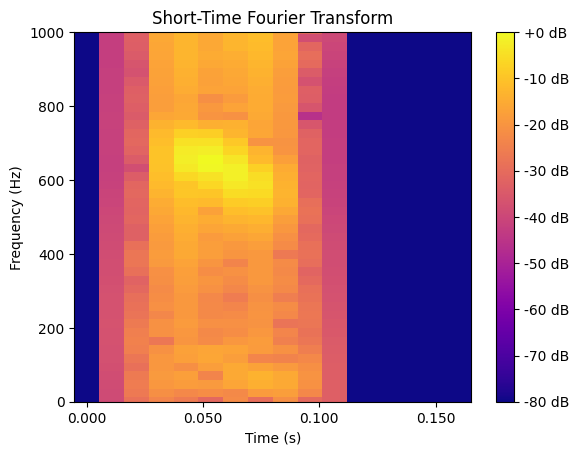 Short-Time Fourier Transform
Frequency (Hz)
1000
800
600
400
200
0
0.000
0.050
0.100
0.150
Time (s)
+0 dB
-10 dB
-20 dB
-30 dB
-40 dB
-50 dB
-60 dB
-70 dB
-80 dB